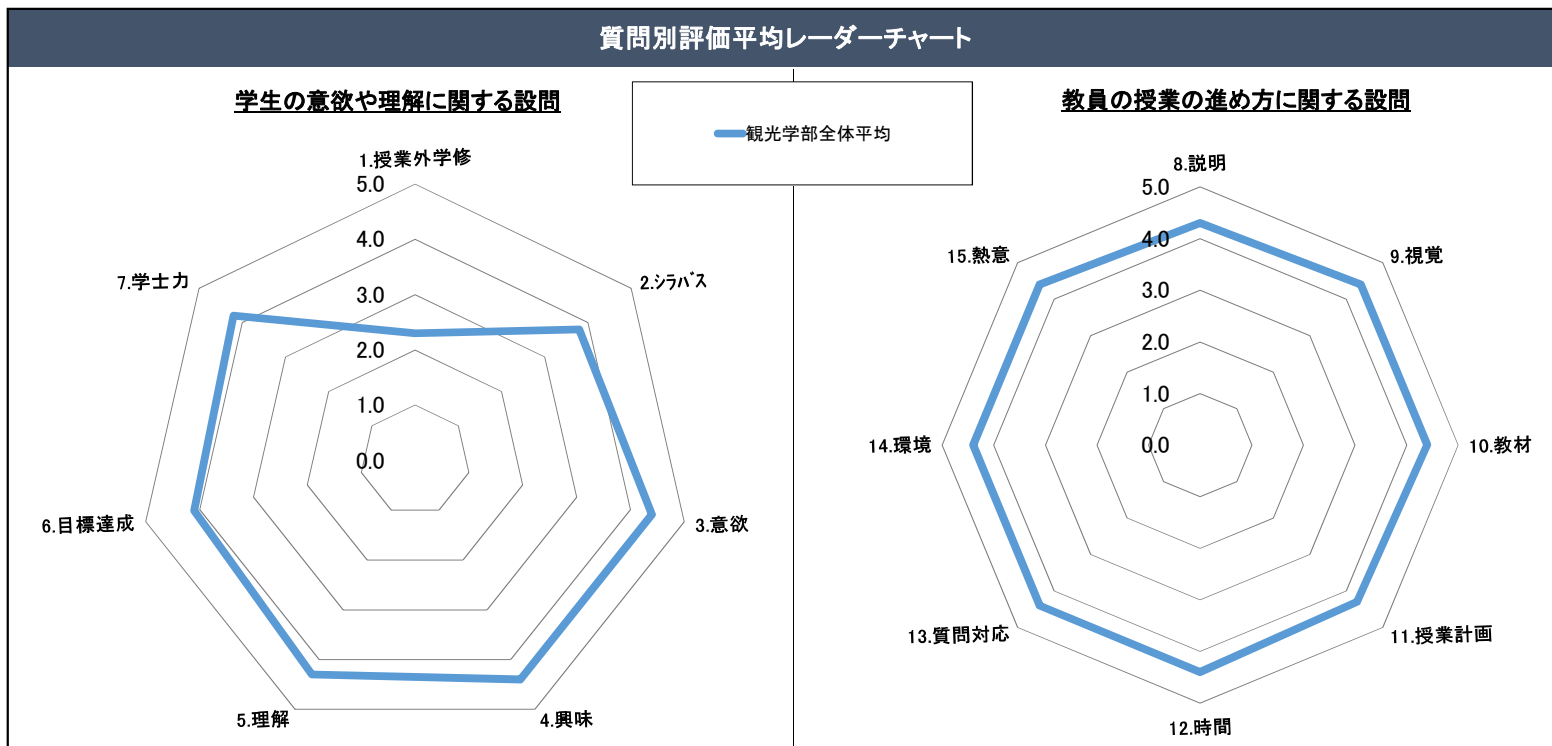 質問別評価平均レーダーチャート
学生の意欲や理解に関する設問
観光学部全体平均
教員の授業の進め方に関する設問
1.授業外学修
5.0
4.0
3.0
2.0
1.0
0.0
2.シラバス
3.意欲
4.興味
5.理解
6.目標達成
7.学士力
8.説明
5.0
4.0
3.0
2.0
1.0
0.0
9.視覚
10.教材
11.授業計画
12.時間
13.質問対応
14.環境
15.熱意